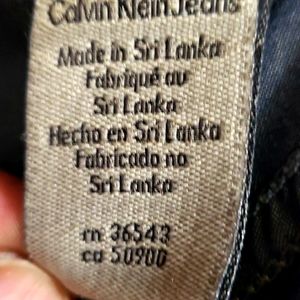 Calvin Klein Jeans
Made in Sri Lanka
Fabriqué au
Sri Lanka
Hecho en Sri Lanka
Fabricado no
Sri Lanka
rn 36543
ca 50900